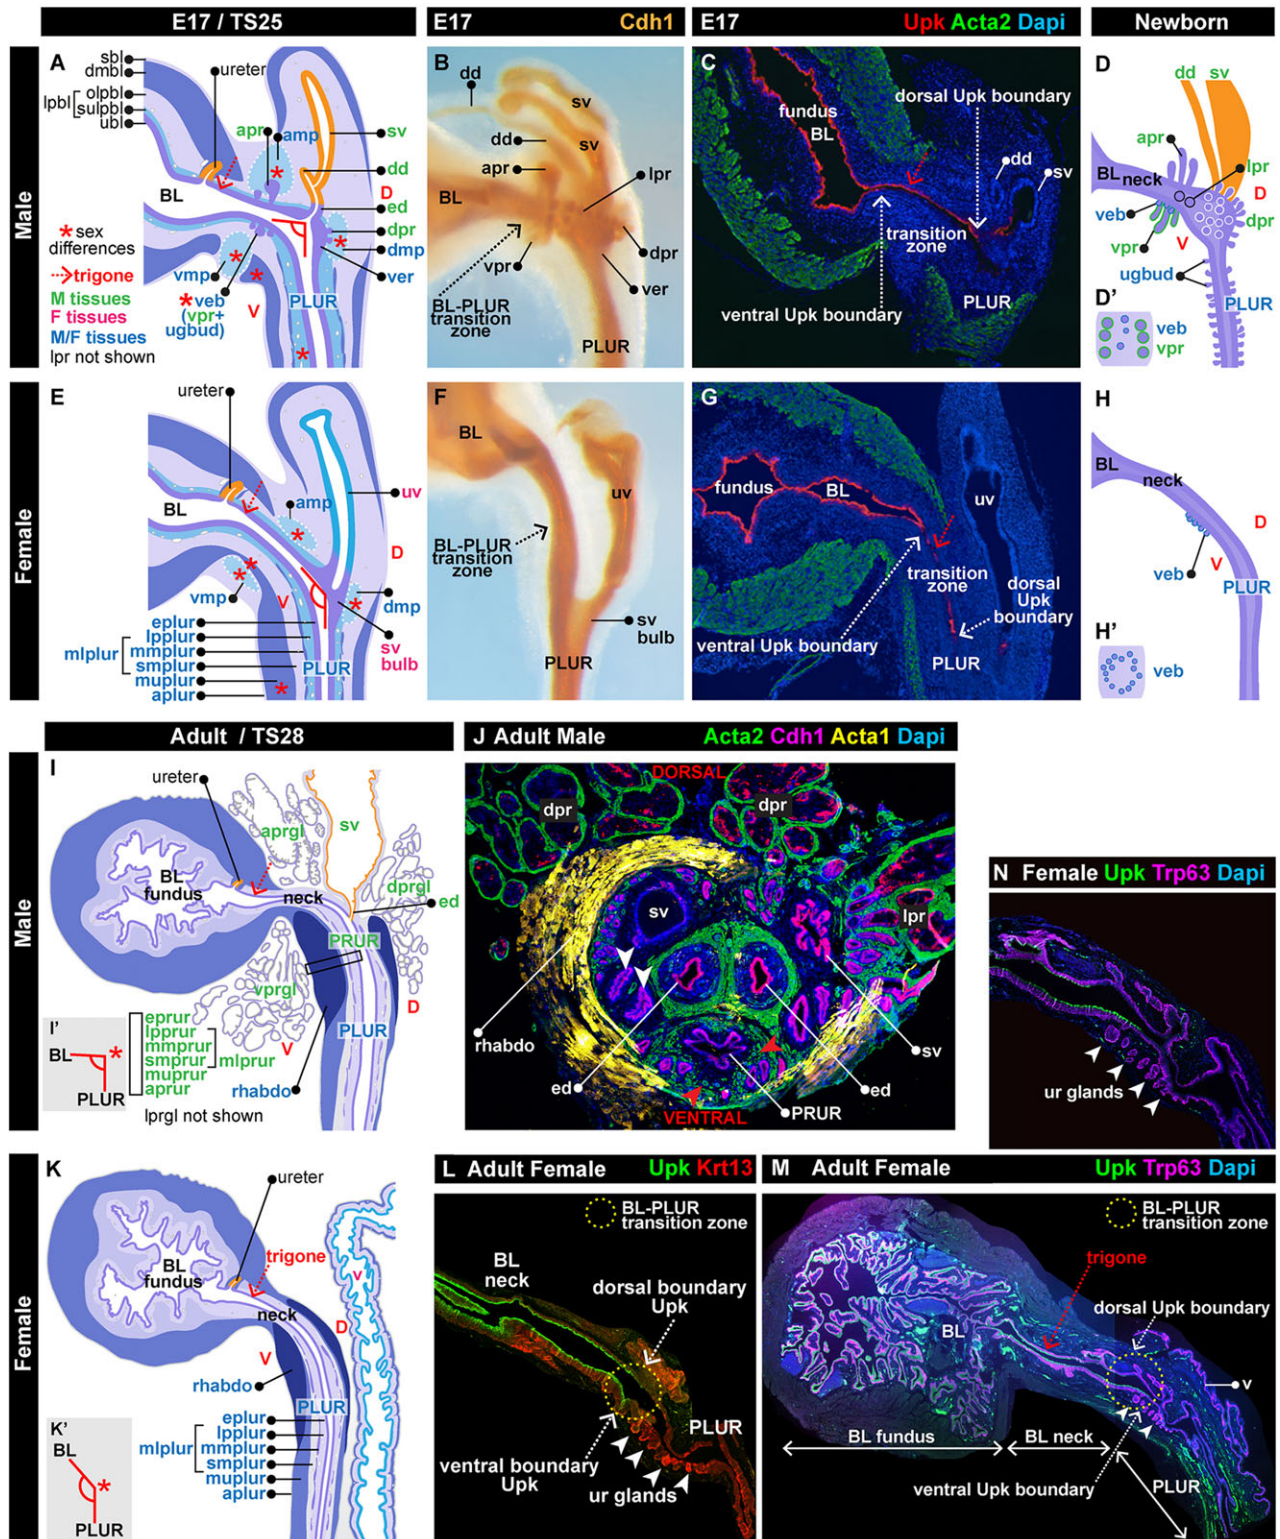 E17 / TS25
E17 Cdh1
E17 Upk Acta2 Dapi
Newborn
Male
A
sbl
dmbl
lpbl
olpbl
sulpbl
ubl
ureter
apr
amp
sv
dd
D
ed
dpr
dmp
ver
BL
* sex
differences
trigone
M tissues
F tissues
M/F tissues
lpr not shown
vmp
V
* veb
(vpr+
ugbud)
PLUR
B
dd
sv
dd
sv
apr
BL
lpr
vpr
dpr
ver
BL-PLUR
transition
zone
PLUR
C
fundus
BL
dorsal Upk
boundary
dd
sv
transition
zone
PLUR
ventral Upk boundary
D
dd sv
apr
lpr
BL neck
D
veb
dpr
vpr
V
ugbud
D'
PLUR
veb
vpr
Female
E
ureter
BL
amp
uv
D
vmp
V
dmp
eplur
lpplur
mlplur
mmplur
smplur
muplur
aplur
PLUR
sv
bulb
F
BL
uv
BL-PLUR
transition
zone
sv
bulb
PLUR
G
fundus
BL
uv
transition
zone
dorsal
Upk
boundary
ventral Upk boundary
PLUR
H
BL
neck
D
V
veb
PLUR
H'
veb
Adult / TS28
J Adult Male Acta2 Cdh1 Acta1 Dapi
Male
I
ureter
aprgl
sv
BL
fundus
neck
dprgl
ed
PRUR
vprgl
D
PLUR
V
rhabdo
I'
BL
*
PLUR
eprur
lpprur
mmprur
smprur
mlprur
muprur
aprur
lprgl not shown
DORSAL
dpr
dpr
sv
lpr
rhabdo
sv
ed
ed
PRUR
VENTRAL
N Female Upk Trp63 Dapi
ur glands
Female
K
ureter
trigone
BL
fundus
neck
v
D
V
rhabdo
PLUR
K'
BL
*
PLUR
eplur
lpplur
mlplur
mmplur
smplur
muplur
aplur
L Adult Female Upk Krt13
BL-PLUR
transition zone
BL
neck
dorsal boundary
Upk
PLUR
ventral boundary
Upk
ur glands
M Adult Female Upk Trp63 Dapi
BL-PLUR
transition zone
trigone
dorsal Upk boundary
BL
v
BL fundus
BL neck
ventral Upk boundary
PLUR